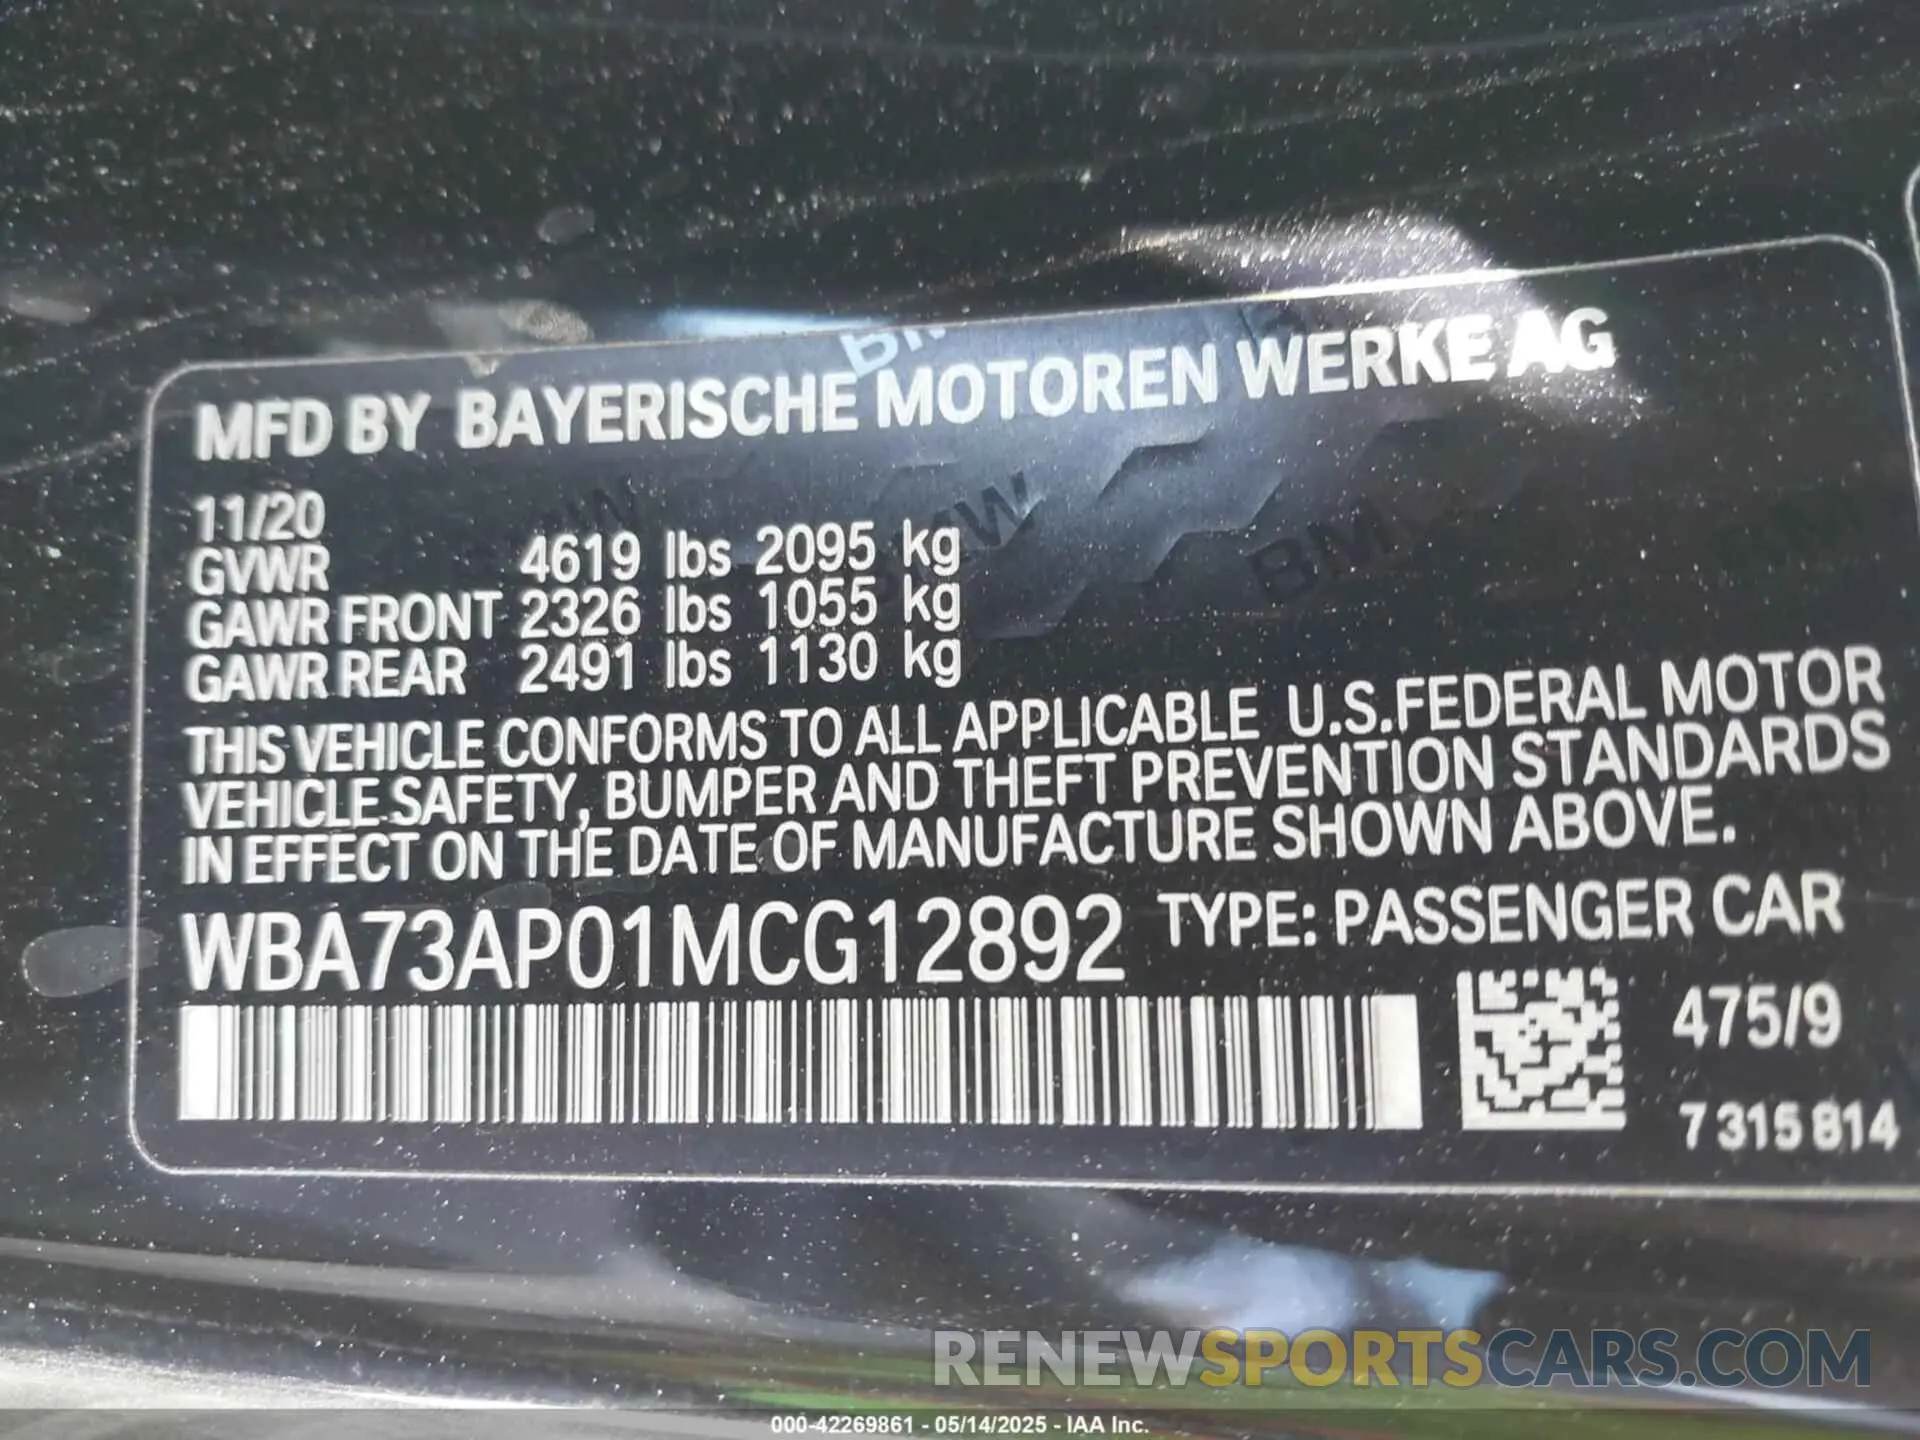 MFD BY BAYERISCHE MOTOREN WERKE AG
11/20
GVWR 4619 lbs 2095 kg
GAWR FRONT 2326 lbs 1055 kg
GAWR REAR 2491 lbs 1130 kg
THIS VEHICLE CONFORMS TO ALL APPLICABLE U.S.FEDERAL MOTOR
VEHICLE SAFETY, BUMPER AND THEFT PREVENTION STANDARDS
IN EFFECT ON THE DATE OF MANUFACTURE SHOWN ABOVE.
WBA73AP01MCG12892 TYPE: PASSENGER CAR
475/9
7 315 814
RENEWSPORTSCARS.COM
000-42269861 - 05/14/2025 - IAA Inc.